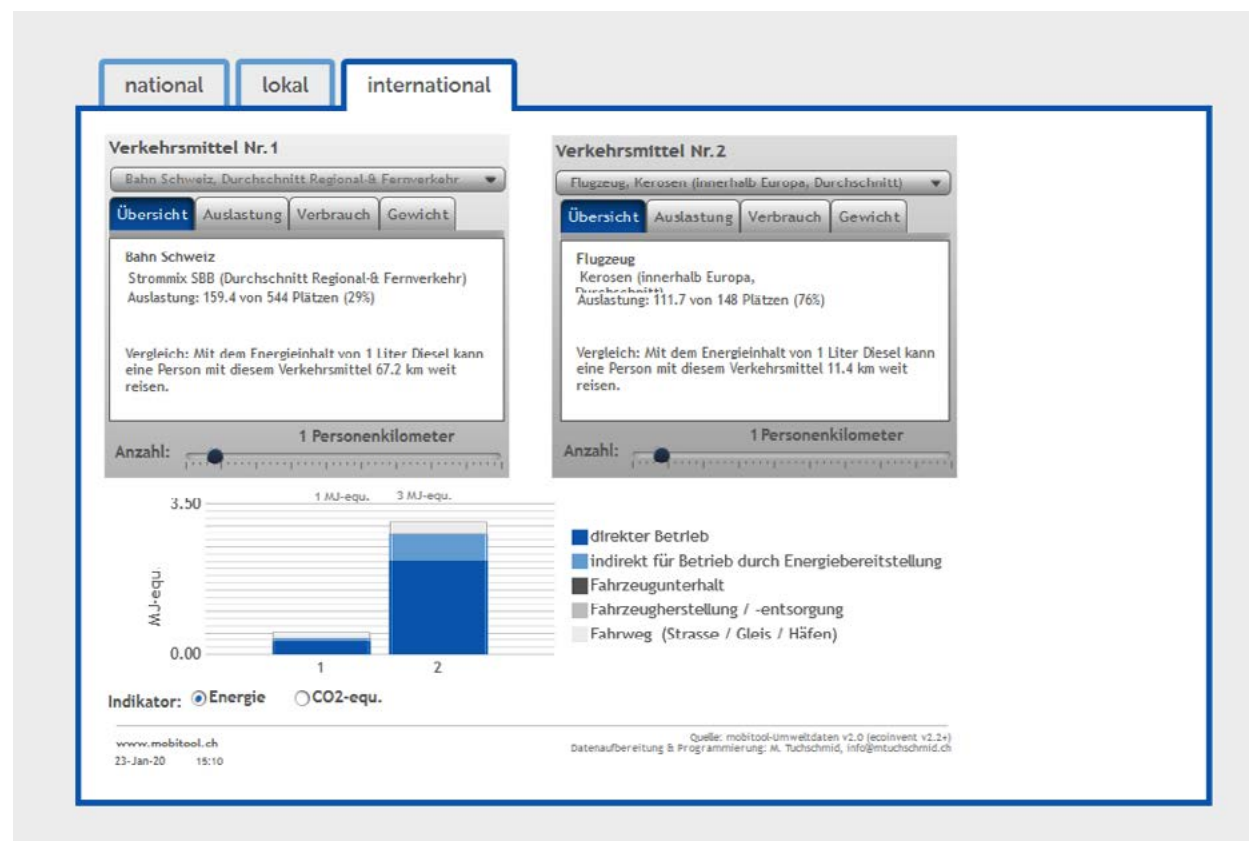 national
lokal
international
Verkehrsmittel Nr.1
Bahn Schweiz, Durchschnitt Regional-& Fernverkehr
Übersicht
Auslastung
Verbrauch
Gewicht
Bahn Schweiz
Strommix SBB (Durchschnitt Regional-& Fernverkehr)
Auslastung: 159.4 von 544 Plätzen (29%)
Vergleich: Mit dem Energieinhalt von 1 Liter Diesel kann
eine Person mit diesem Verkehrsmittel 67.2 km weit
reisen.
Anzahl:
1 Personenkilometer
Verkehrsmittel Nr.2
Flugzeug, Kerosen (innerhalb Europa, Durchschnitt)
Übersicht
Auslastung
Verbrauch
Gewicht
Flugzeug
Kerosen (innerhalb Europa,
Durchschnitt)
Auslastung: 111.7 von 148 Plätzen (76%)
Vergleich: Mit dem Energieinhalt von 1 Liter Diesel kann
eine Person mit diesem Verkehrsmittel 11.4 km weit
reisen.
Anzahl:
1 Personenkilometer
3.50
1 MJ-equ.
3 MJ-equ.
MJ-equ.
0.00
1
2
direkter Betrieb
indirekt für Betrieb durch Energiebereitstellung
Fahrzeugunterhalt
Fahrzeugherstellung / -entsorgung
Fahrweg (Strasse / Gleis / Häfen)
Indikator: Energie CO2-equ.
www.mobitool.ch
23-Jan-20 15:10
Quelle: mobitool-Umweltdaten v2.0 (ecoinvent v2.2+)
Datenaufbereitung & Programmierung: M. Tuchschmid, info@mtuchschmid.ch